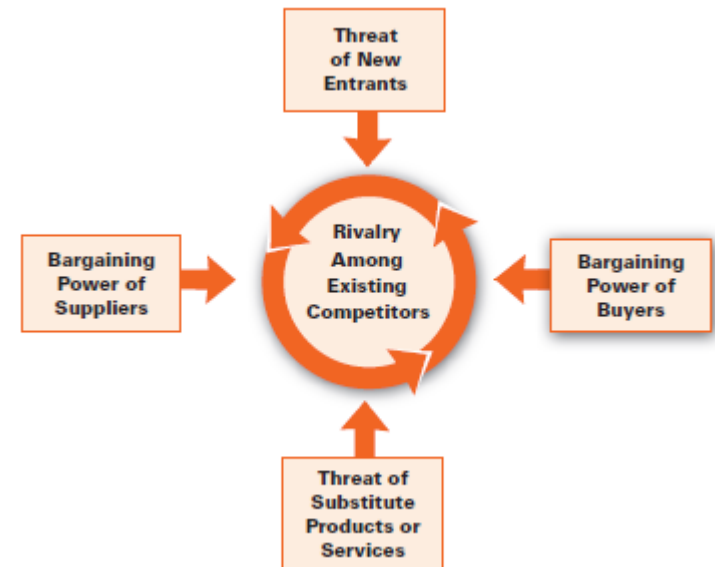 Threat
of New
Entrants
Rivalry
Among
Existing
Competitors
Bargaining
Power of
Suppliers
Bargaining
Power of
Buyers
Threat of
Substitute
Products or
Services